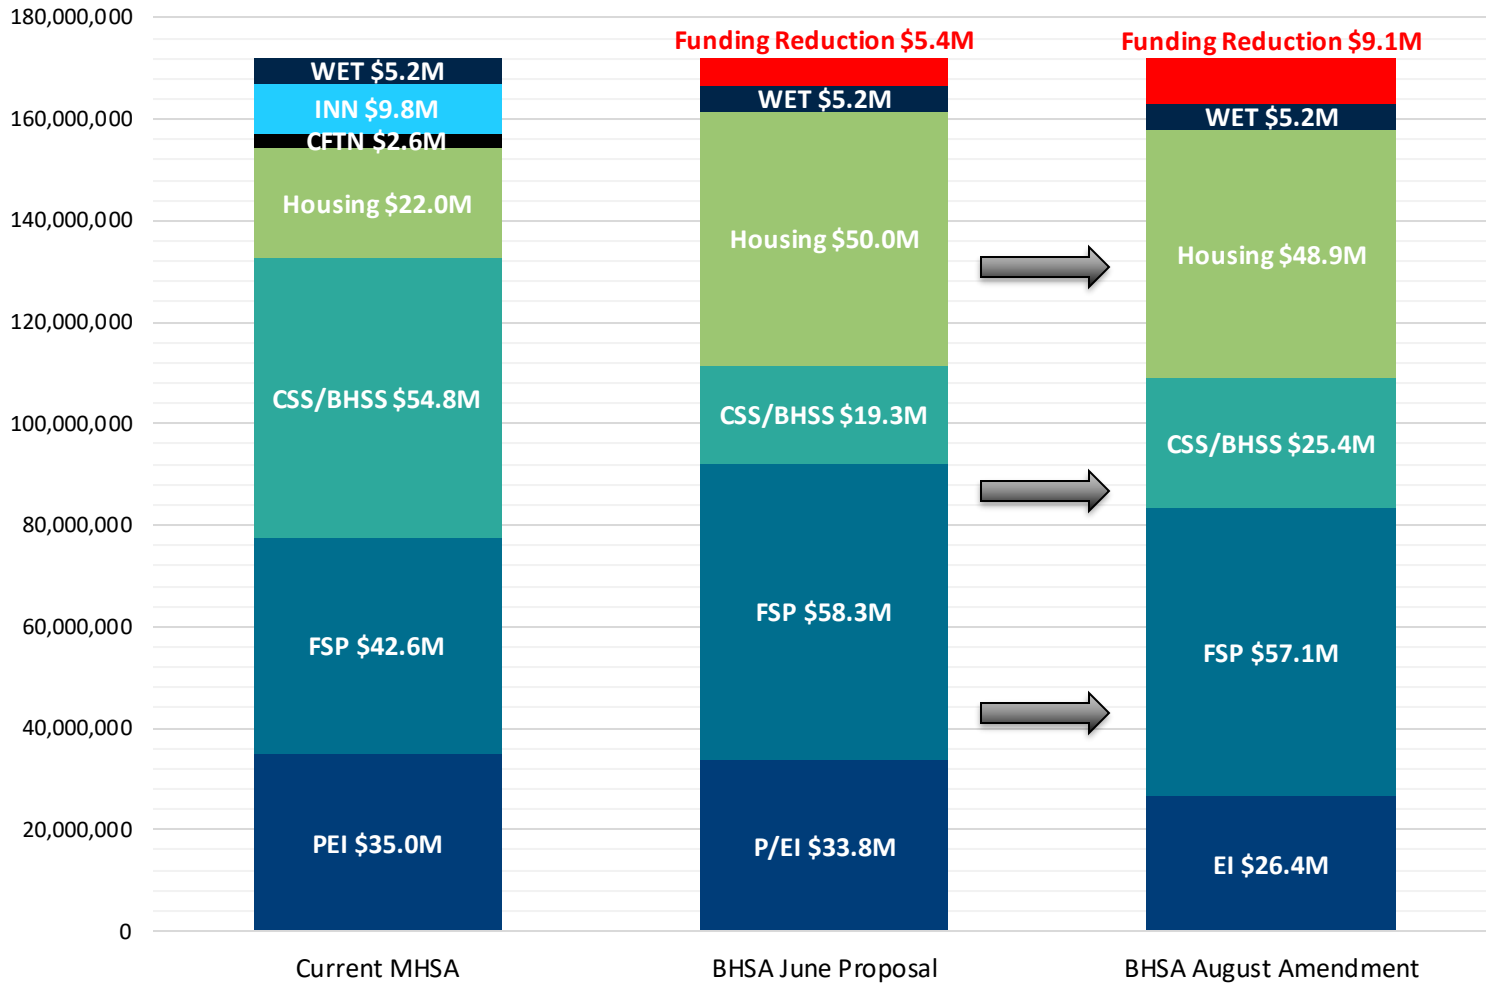 180,000,000
160,000,000
140,000,000
120,000,000
100,000,000
80,000,000
60,000,000
40,000,000
20,000,000
0
WET $5.2M
INN $9.8M
CFTN $2.6M
Housing $22.0M
CSS/BHSS $54.8M
FSP $42.6M
PEI $35.0M
Current MHSA
Funding Reduction $5.4M
WET $5.2M
Housing $50.0M
CSS/BHSS $19.3M
FSP $58.3M
P/EI $33.8M
BHSA June Proposal
Funding Reduction $9.1M
WET $5.2M
Housing $48.9M
CSS/BHSS $25.4M
FSP $57.1M
EI $26.4M
BHSA August Amendment